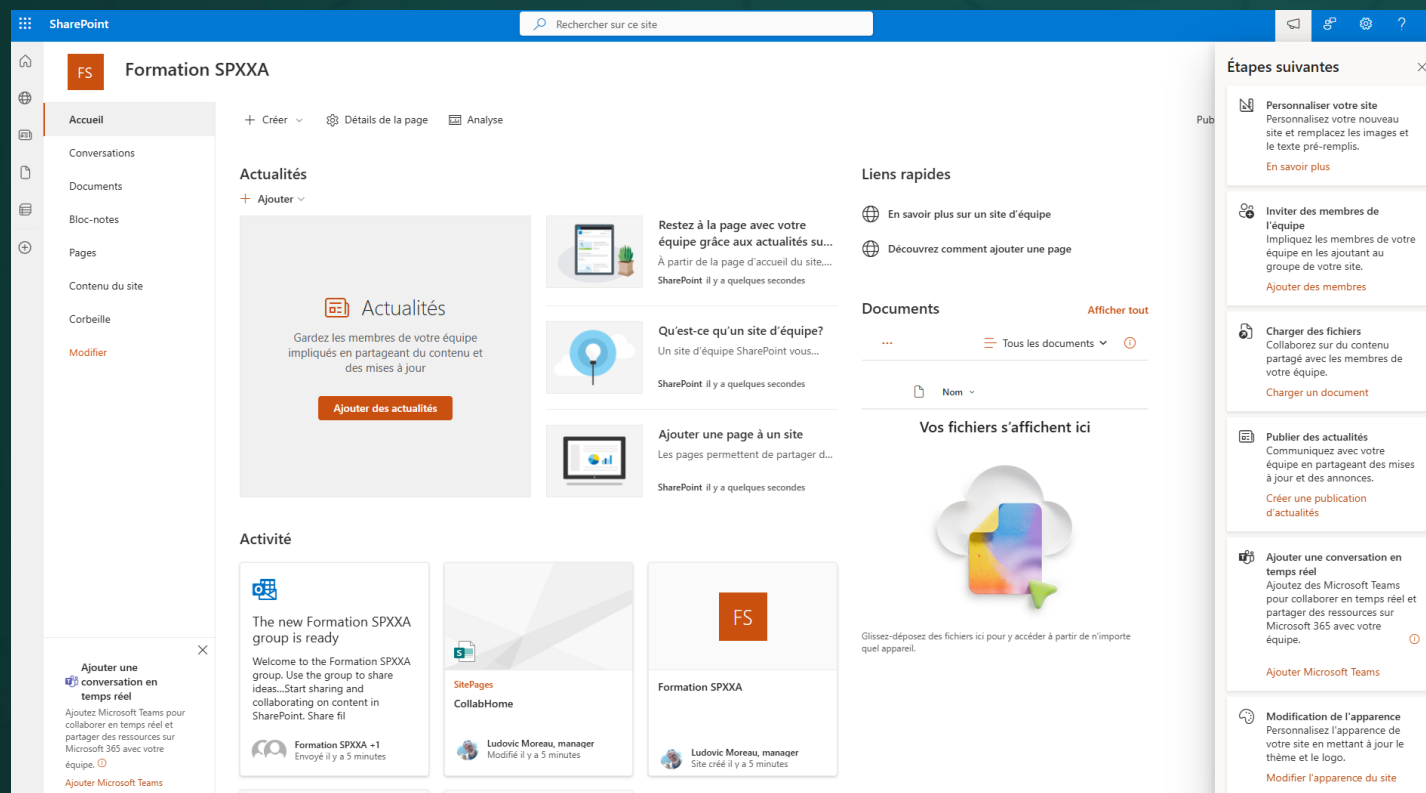 SharePoint
Rechercher sur ce site
?
FS
Formation SPXXA
Accueil
Conversations
Documents
Bloc-notes
Pages
Contenu du site
Corbeille
Modifier
Ajouter une
conversation en
temps réel
Ajoutez Microsoft Teams pour
collaborer en temps réel et
partager des ressources sur
Microsoft 365 avec votre
équipe.
Ajouter Microsoft Teams
+ Créer
Détails de la page
Analyse
Pub
Actualités
+ Ajouter
Actualités
Gardez les membres de votre équipe
impliqués en partageant du contenu et
des mises à jour
Ajouter des actualités
Restez à la page avec votre
équipe grâce aux actualités su...
À partir de la page d'accueil du site,...
SharePoint il y a quelques secondes
Qu'est-ce qu'un site d'équipe?
Un site d'équipe SharePoint vous...
SharePoint il y a quelques secondes
Ajouter une page à un site
Les pages permettent de partager d...
SharePoint il y a quelques secondes
Liens rapides
En savoir plus sur un site d'équipe
Découvrez comment ajouter une page
Documents
Afficher tout
...
Tous les documents
Nom
Vos fichiers s'affichent ici
Glissez-déposez des fichiers ici pour y accéder à partir de n'importe
quel appareil.
Activité
The new Formation SPXXA
group is ready
Welcome to the Formation SPXXA
group. Use the group to share
ideas...Start sharing and
collaborating on content in
SharePoint. Share fil
Formation SPXXA +1
Envoyé il y a 5 minutes
SitePages
CollabHome
Ludovic Moreau, manager
Modifié il y a 5 minutes
FS
Formation SPXXA
Ludovic Moreau, manager
Site créé il y a 5 minutes
Étapes suivantes
Personnaliser votre site
Personnalisez votre nouveau
site et remplacez les images et
le texte pré-remplis.
En savoir plus
Inviter des membres de
l'équipe
Impliquez les membres de votre
équipe en les ajoutant au
groupe de votre site.
Ajouter des membres
Charger des fichiers
Collaborez sur du contenu
partagé avec les membres de
votre équipe.
Charger un document
Publier des actualités
Communiquez avec votre
équipe en partageant des mises
à jour et des annonces.
Créer une publication
d'actualités
Ajouter une conversation en
temps réel
Ajoutez des Microsoft Teams
pour collaborer en temps réel et
partager des ressources sur
Microsoft 365 avec votre
équipe.
Ajouter Microsoft Teams
Modification de l'apparence
Personnalisez l'apparence de
votre site en mettant à jour le
thème et le logo.
Modifier l'apparence du site